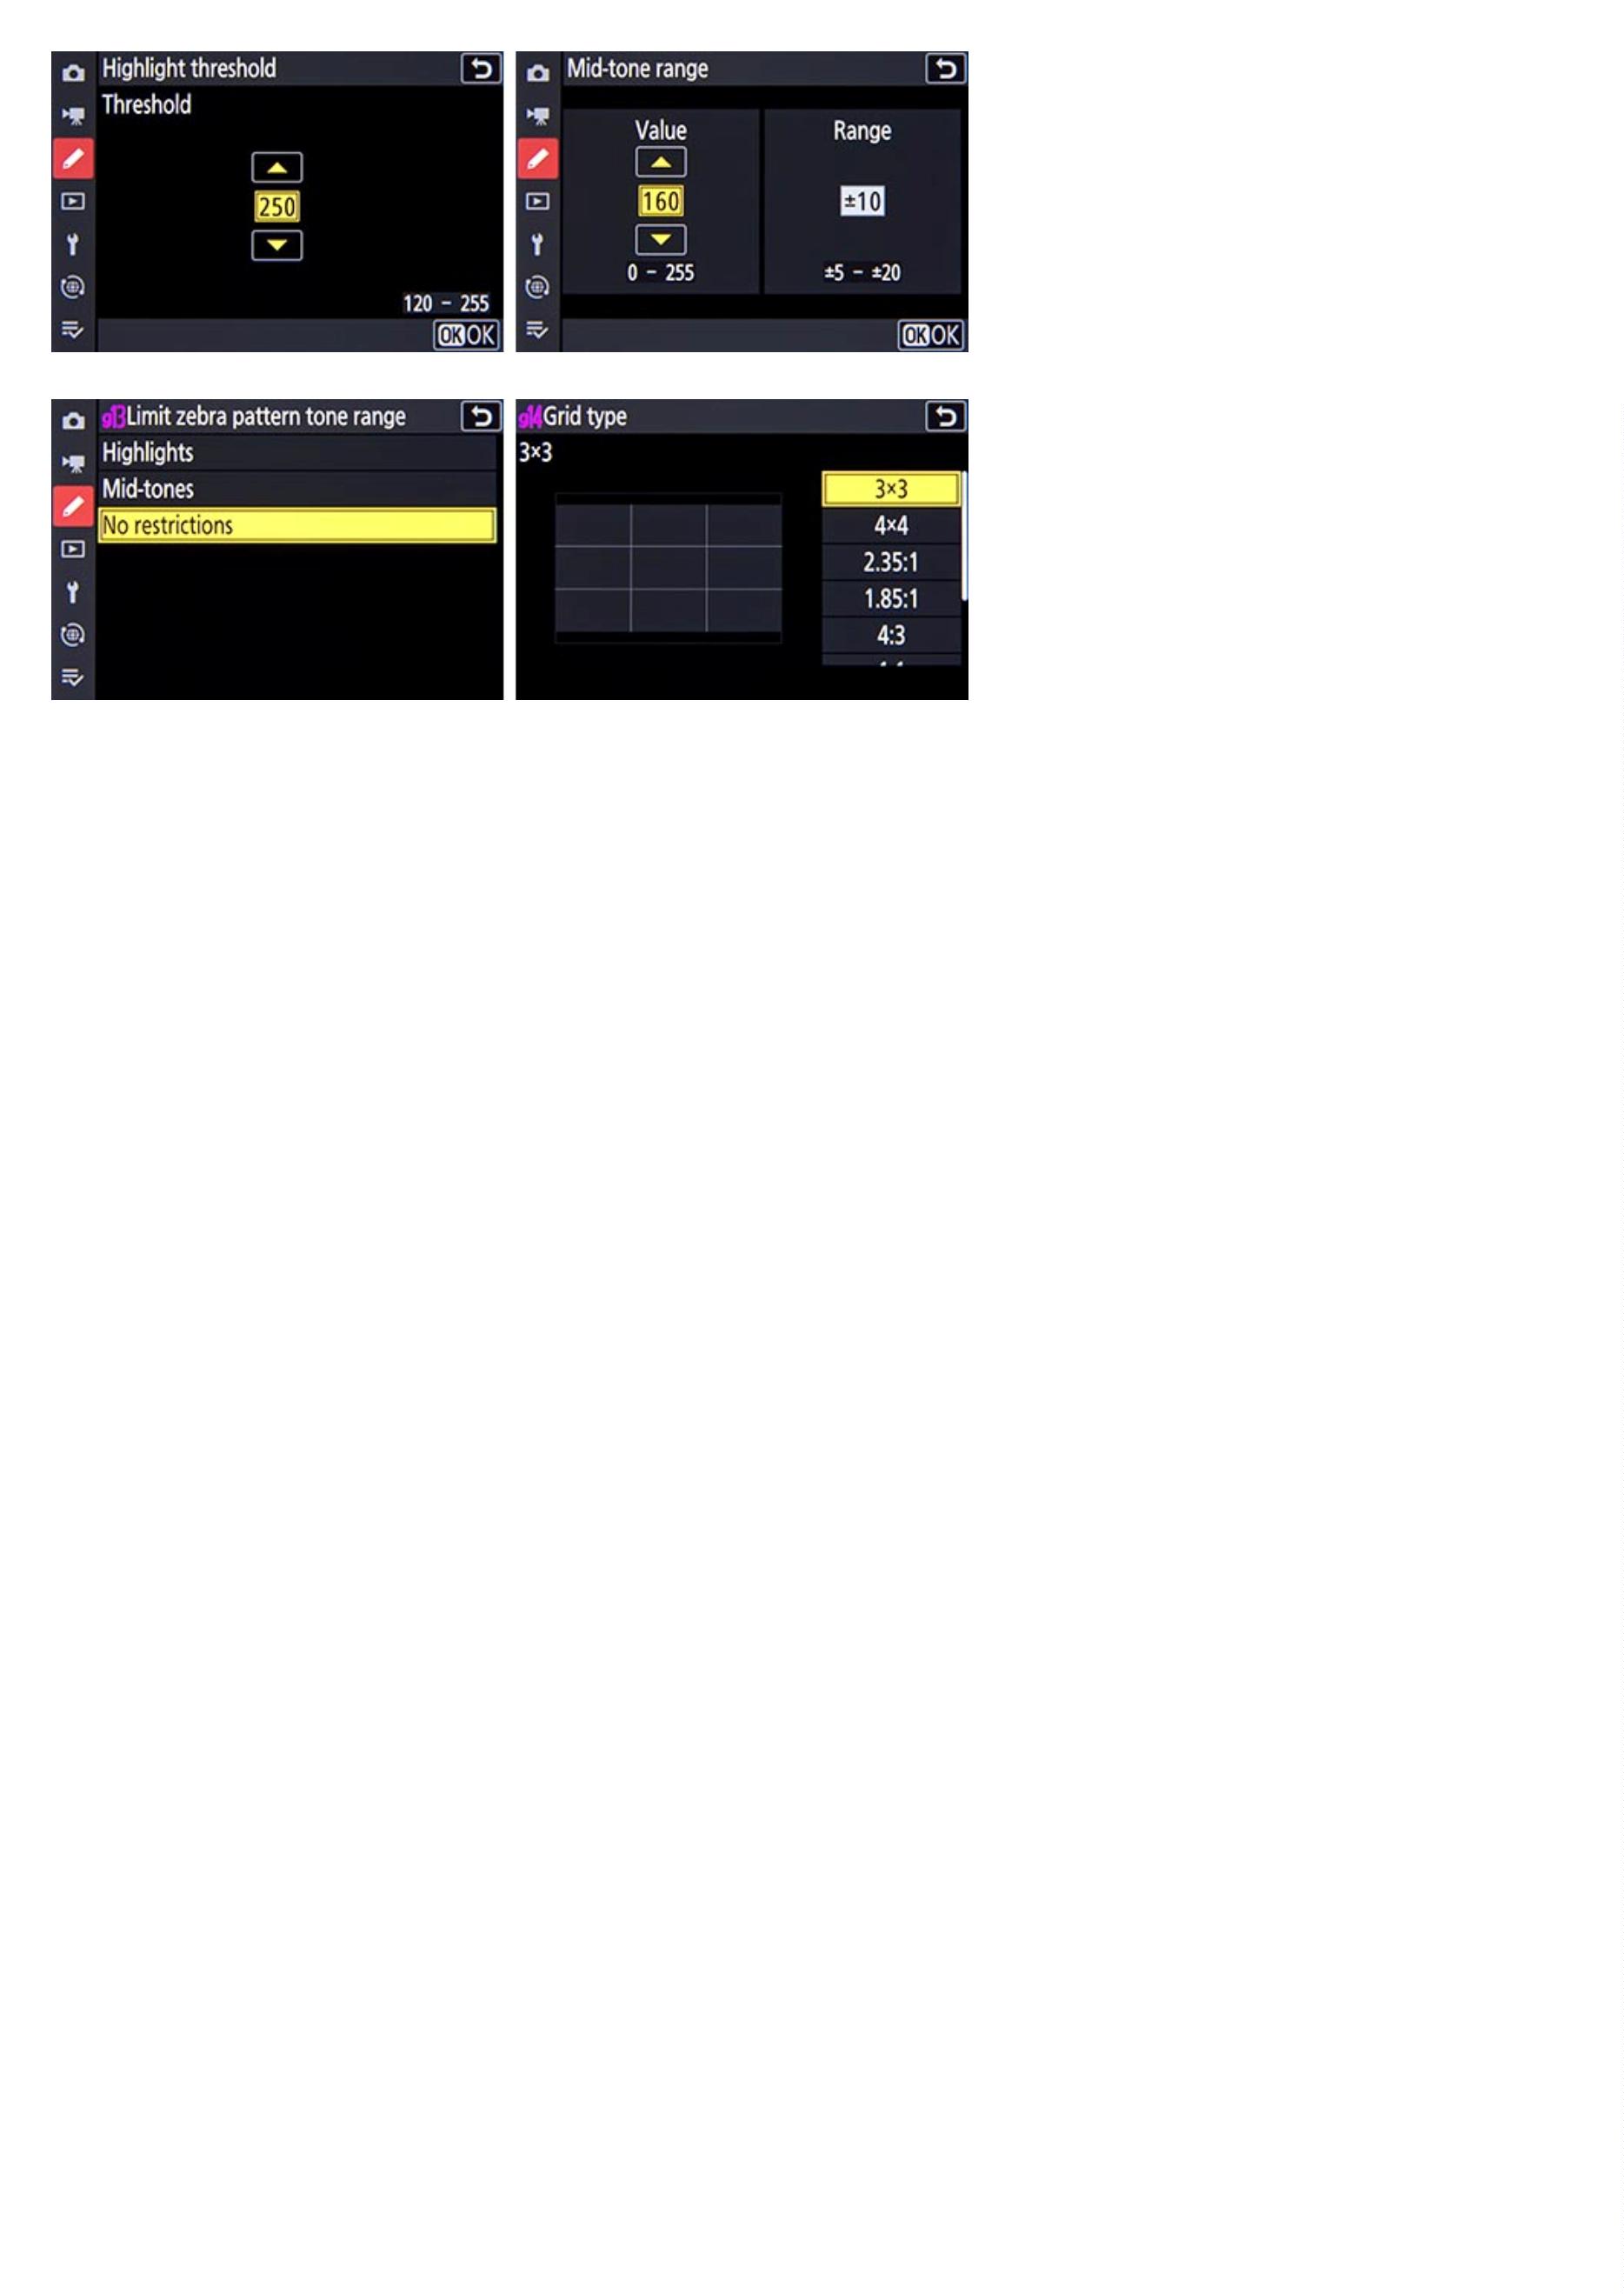 Highlight threshold
Threshold
250
120 – 255
OK OK
Mid-tone range
Value
Range
160
±10
0 – 255
±5 – ±20
OK OK
g13 Limit zebra pattern tone range
Highlights
Mid-tones
No restrictions
g14 Grid type
3×3
3×3
4×4
2.35:1
1.85:1
4:3